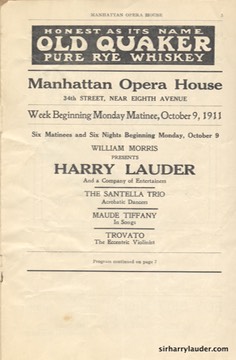 MANHATTAN OPERA HOUSE 3
HONEST AS ITS NAME
OLD QUAKER
PURE RYE WHISKEY
Manhattan Opera House
34th STREET, NEAR EIGHTH AVENUE
Week Beginning Monday Matinee, October 9, 1911
Six Matinees and Six Nights Beginning Monday, October 9
WILLIAM MORRIS
PRESENTS
HARRY LAUDER
And a Company of Entertainers
THE SANTELLA TRIO
Acrobatic Dancers
MAUDE TIFFANY
In Songs
TROVATO
The Eccentric Violinist
Program continued on page 7
sirharrylauder.com